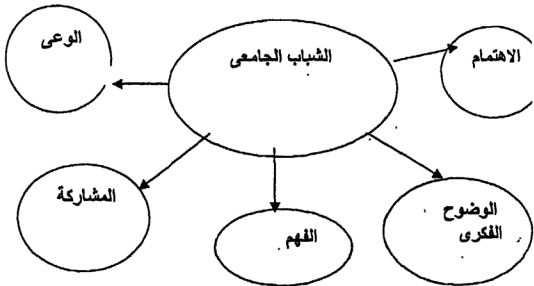 الاهتمام
الشباب الجامعى
الوعى
الوضوح
الفكرى
الفهم
المشاركة